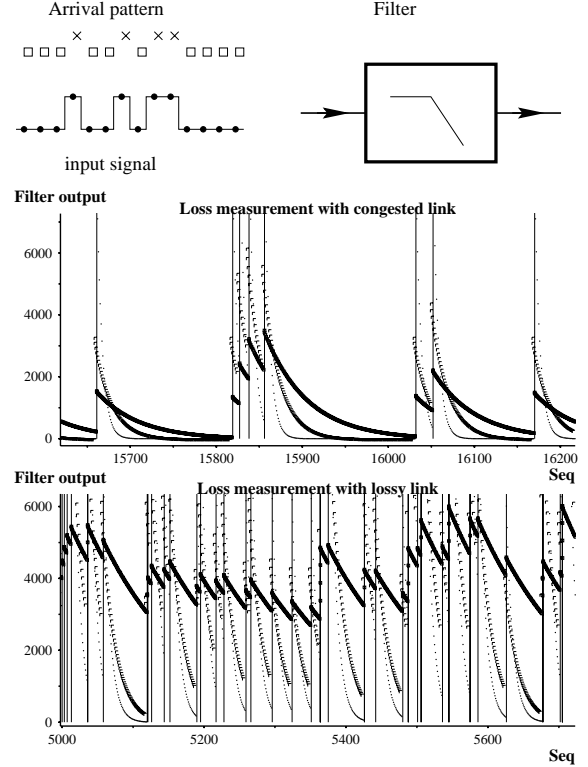 Arrival pattern
Filter
input signal
Filter output
Loss measurement with congested link
6000
4000
2000
0
15700 15800 15900 16000 16100 16200
Seq
Filter output
Loss measurement with lossy link
6000
4000
2000
0
5000 5200 5400 5600
Seq